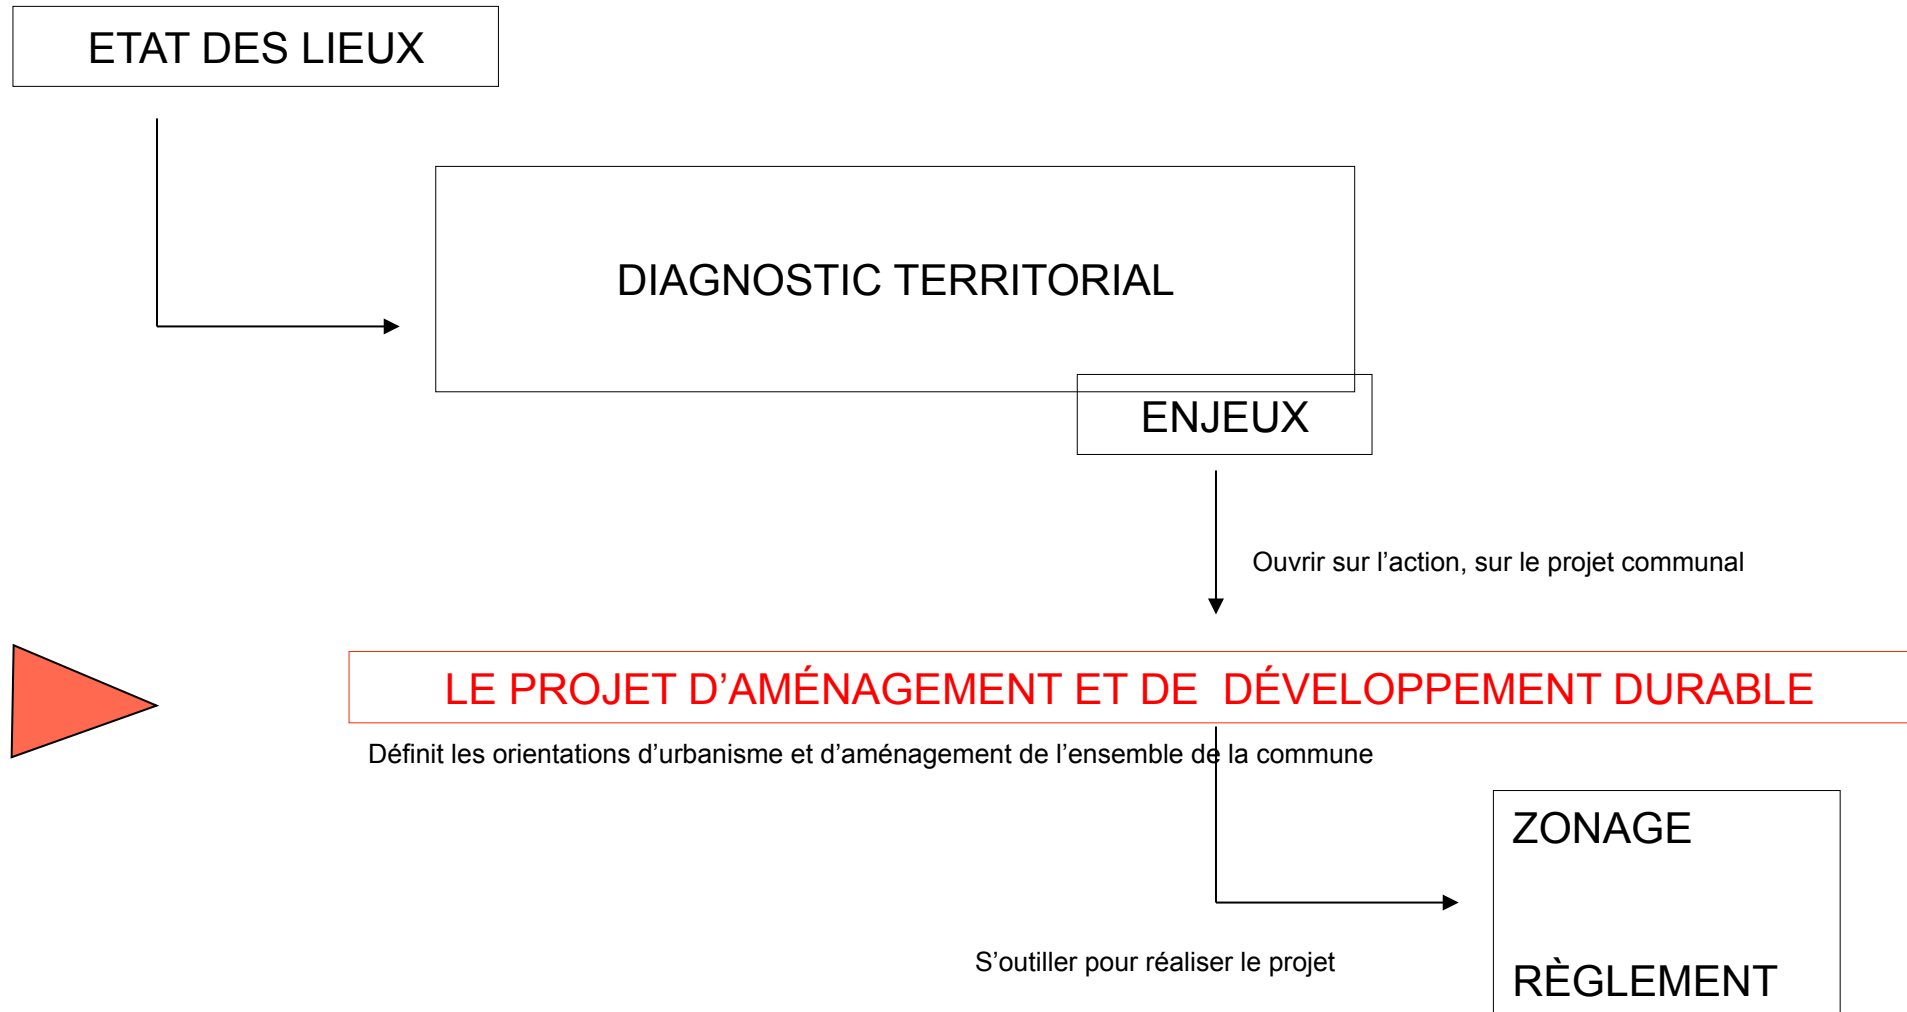 ETAT DES LIEUX
DIAGNOSTIC TERRITORIAL
ENJEUX
Ouvrir sur l’action, sur le projet communal
LE PROJET D’AMÉNAGEMENT ET DE DÉVELOPPEMENT DURABLE
Définit les orientations d’urbanisme et d’aménagement de l’ensemble de la commune
ZONAGE
S’outiller pour réaliser le projet
RÈGLEMENT